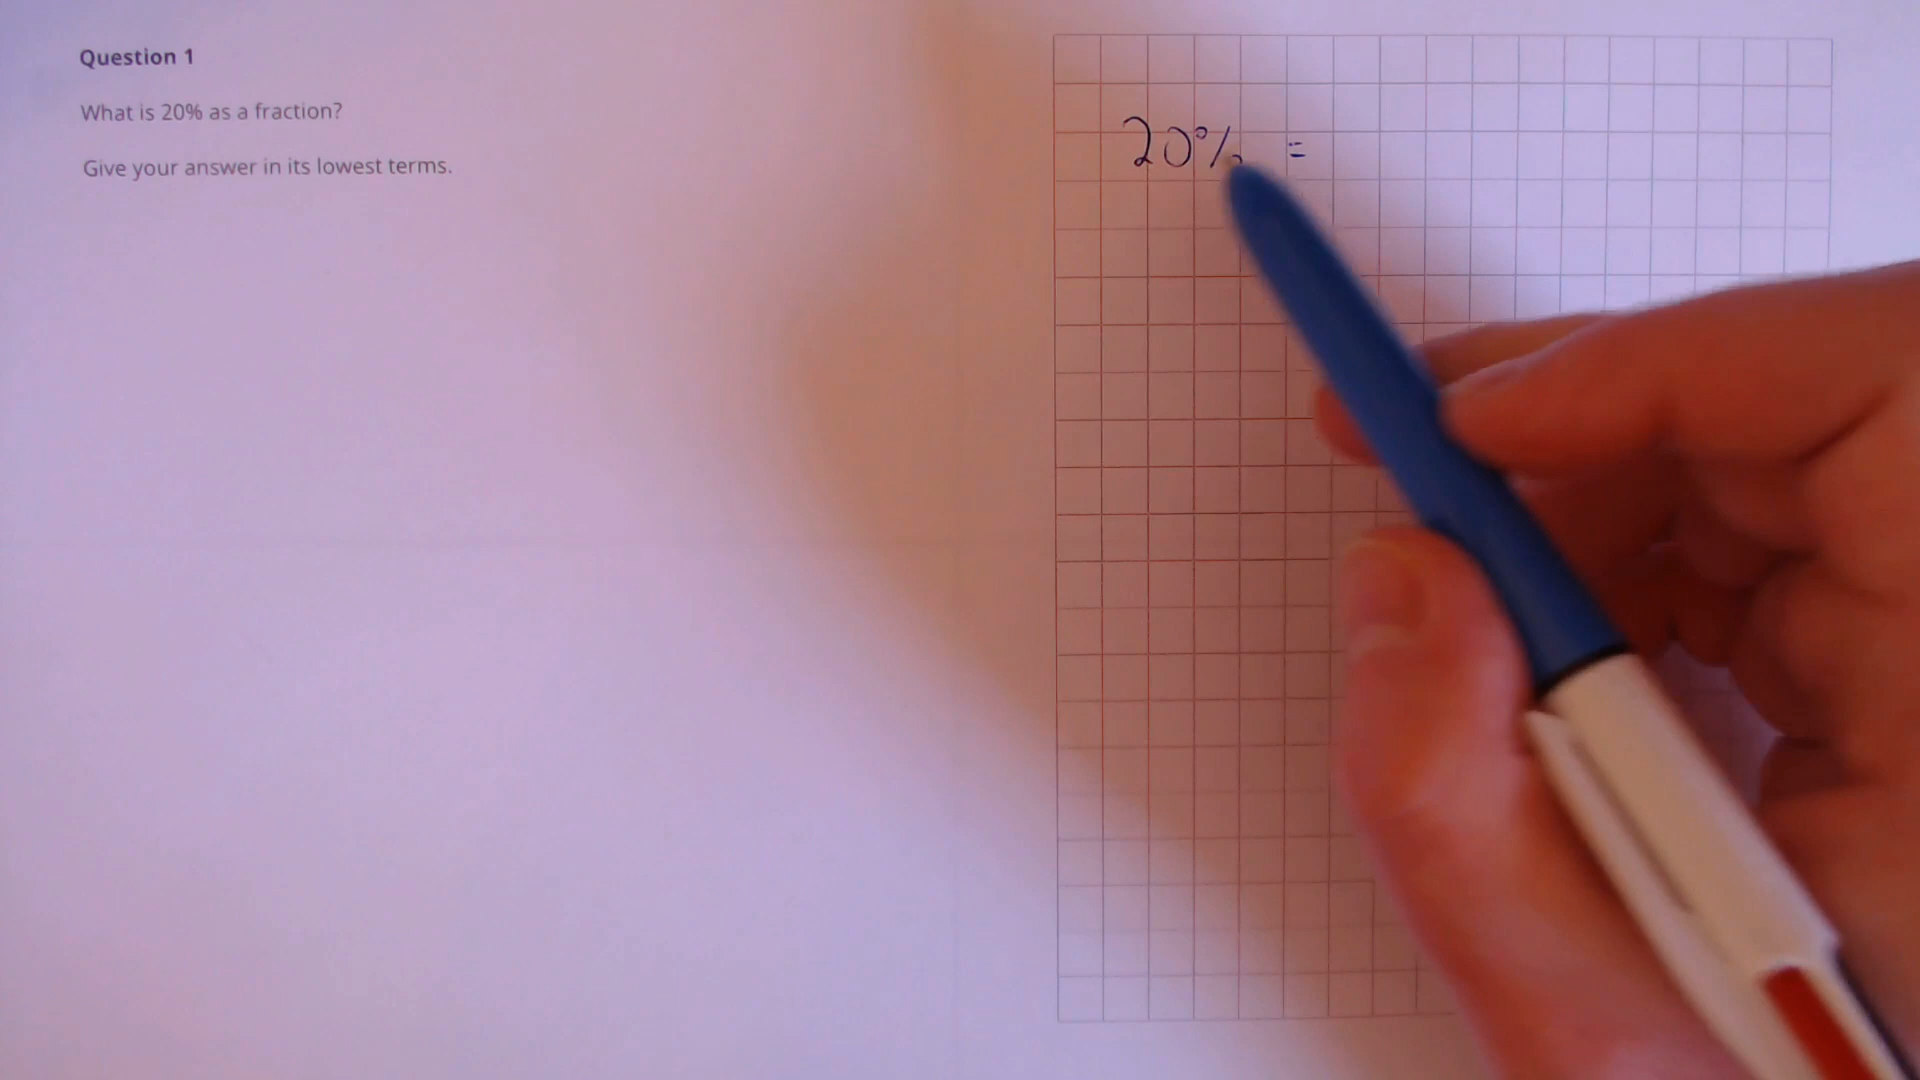 Question 1
What is 20% as a fraction?
Give your answer in its lowest terms.
20% =